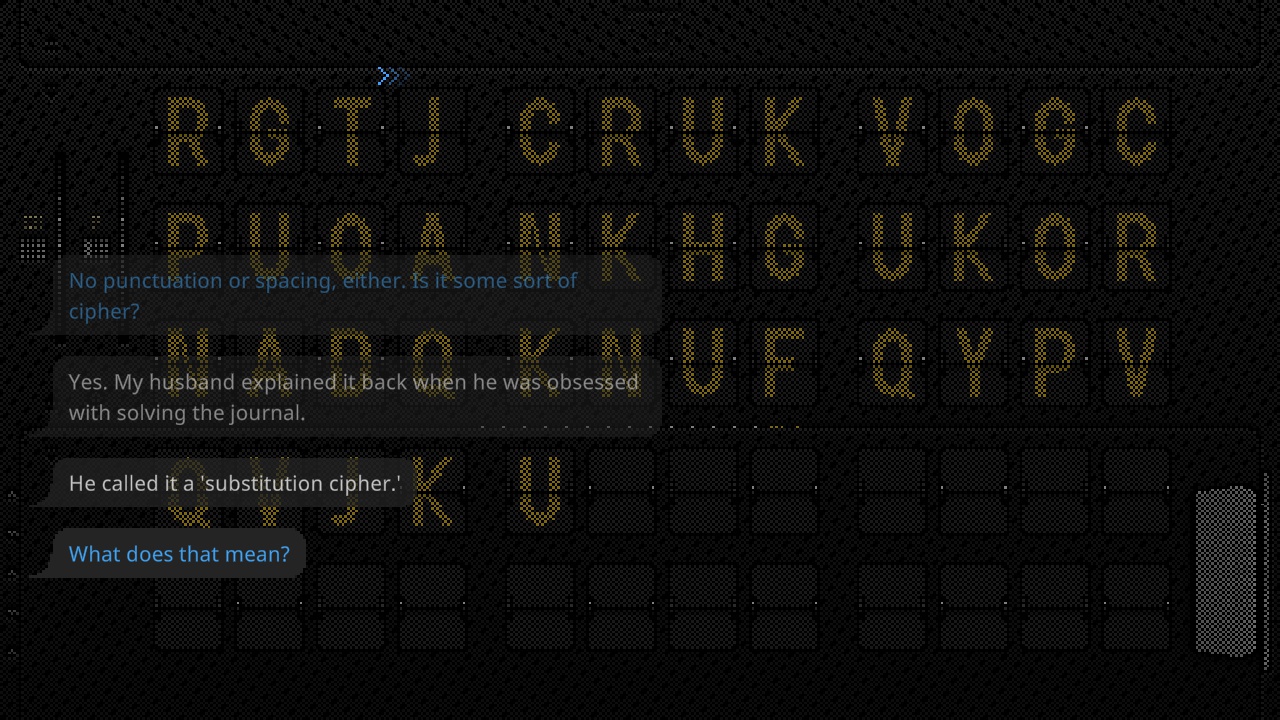 RGTJ CRUK VOGC
PUOA NKHG UKOR
No punctuation or spacing, either. Is it some sort of
cipher?
NADQ KNUF QYPV
Yes. My husband explained it back when he was obsessed
with solving the journal.
QVJK U
He called it a 'substitution cipher.'
What does that mean?